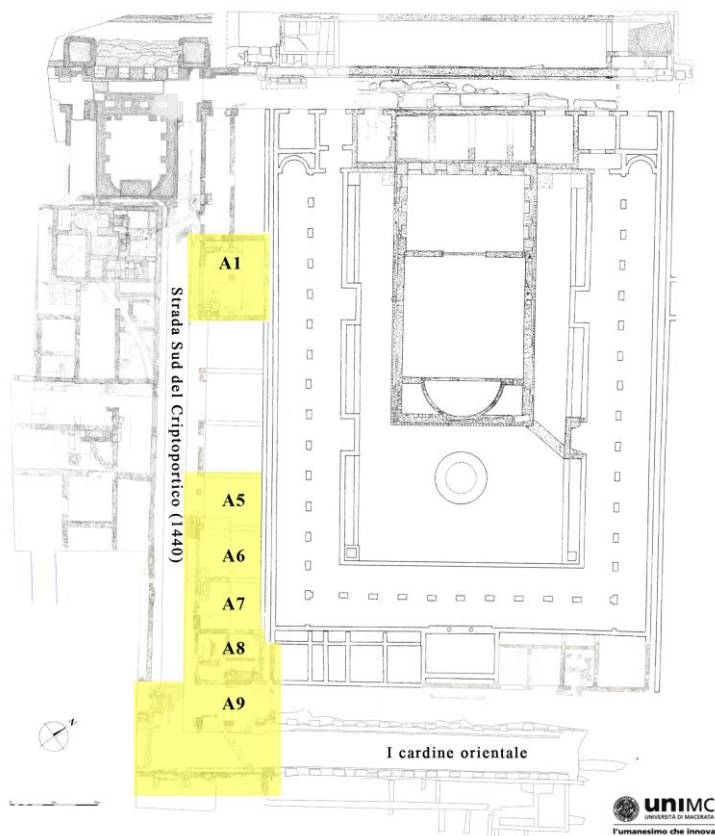 A1
Strada Sud del Criptoportico (1440)
A5
A6
A7
A8
A9
I cardine orientale
N
unimc
UNIVERSITÀ DI MACERATA
l'umanesimo che innova